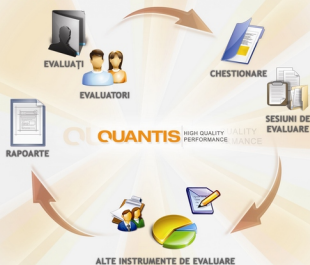 EVALUAȚI
EVALUATORI
CHESTIONARE
SESIUNI DE
EVALUARE
QUANTIS HIGH QUALITY
PERFORMANCE
RAPOARTE
ALTE INSTRUMENTE DE EVALUARE